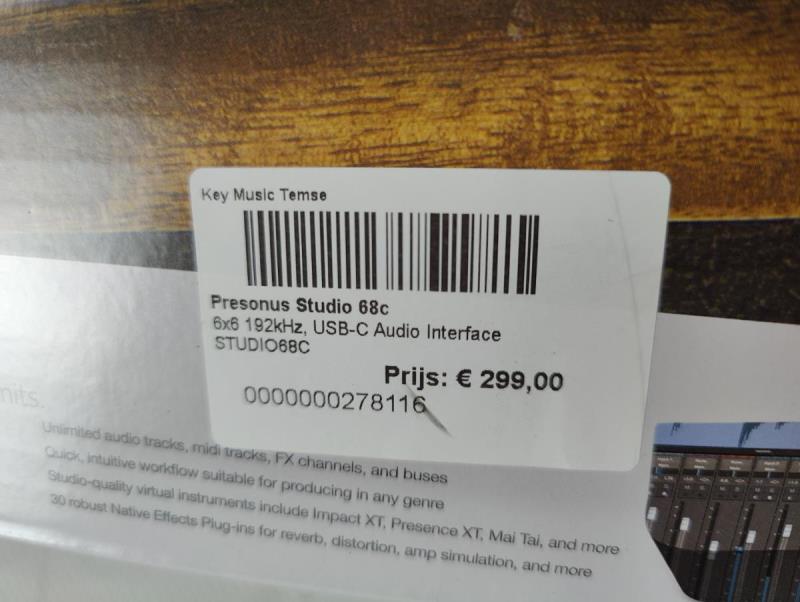 Key Music Temse
Presonus Studio 68c
6x6 192kHz, USB-C Audio Interface
STUDIO68C
Prijs: € 299,00
0000000278116
nits.
Unlimited audio tracks, midi tracks, FX channels, and buses
Quick, intuitive workflow suitable for producing in any genre
Studio-quality virtual instruments include Impact XT, Presence XT, Mai Tai, and more
30 robust Native Effects Plug-ins for reverb, distortion, amp simulation, and more